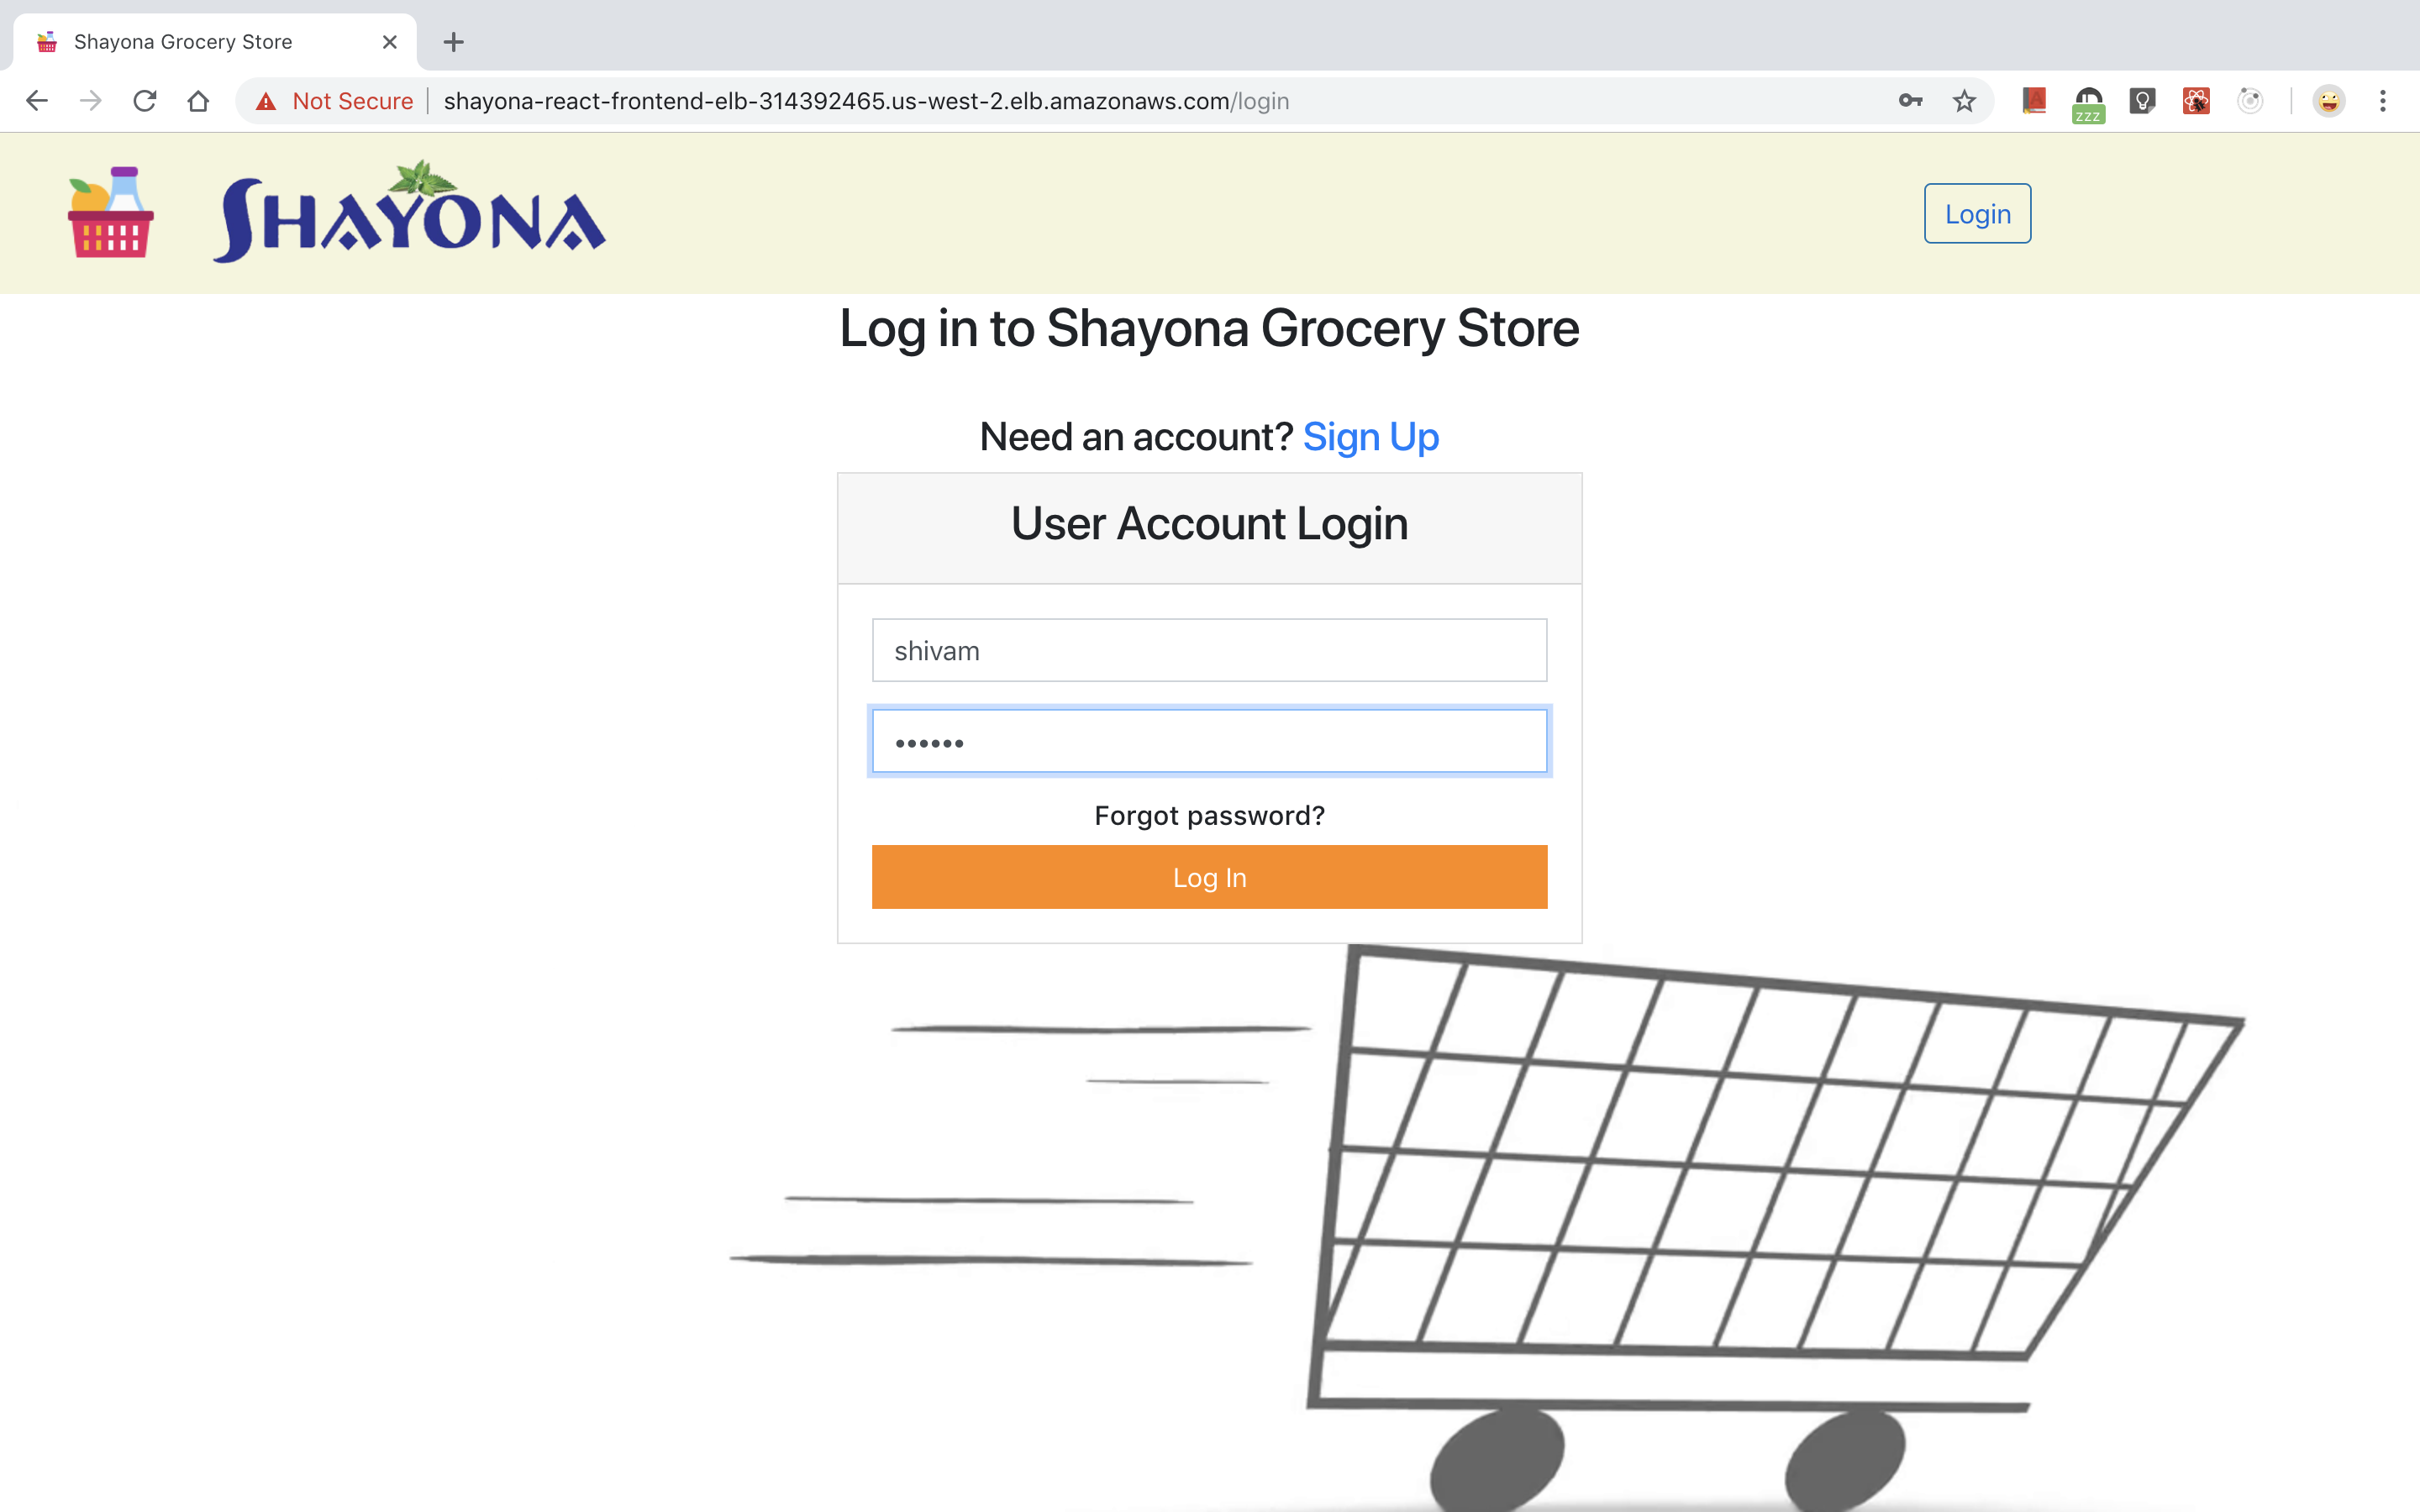 Shayona Grocery Store
Not Secure shayona-react-frontend-elb-314392465.us-west-2.elb.amazonaws.com/login
zzz
SHAYONA
Login
Log in to Shayona Grocery Store
Need an account? Sign Up
User Account Login
shivam
••••••
Forgot password?
Log In